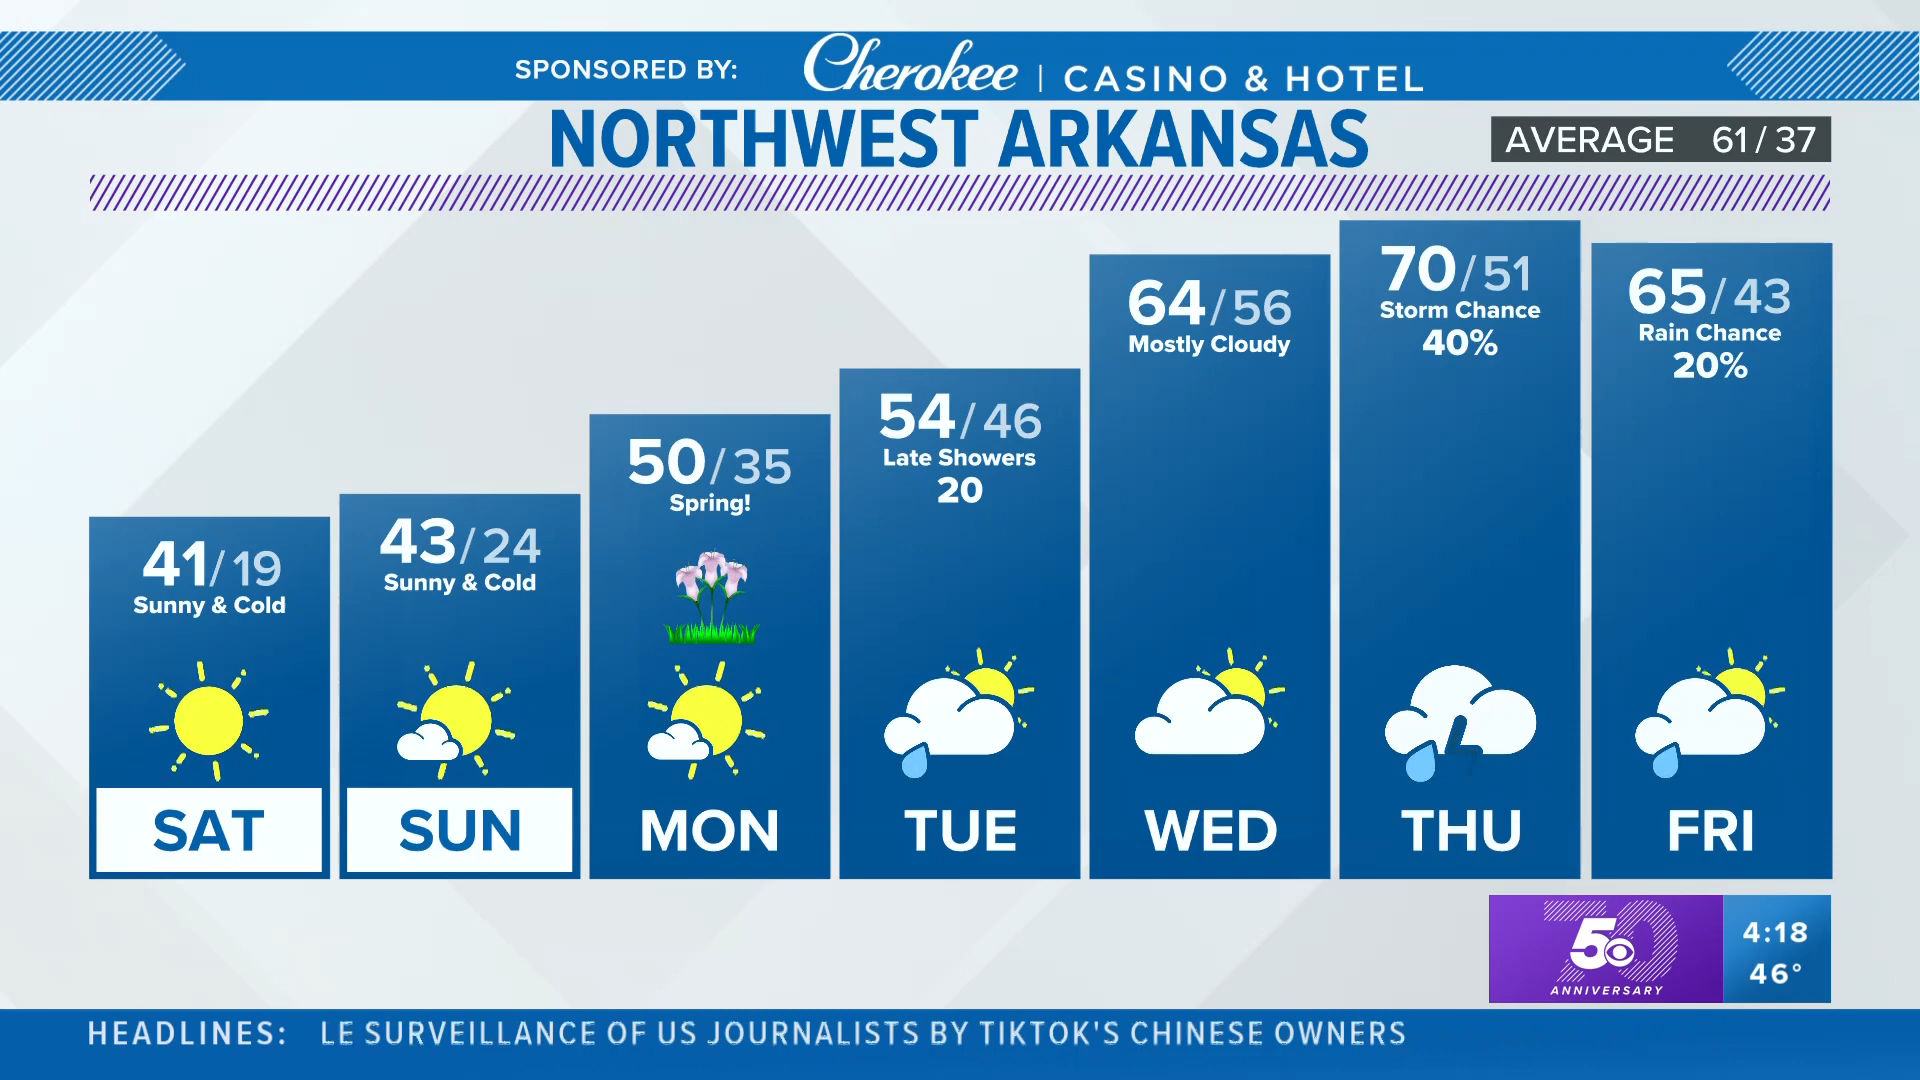 SPONSORED BY: Cherokee | CASINO & HOTEL
NORTHWEST ARKANSAS
AVERAGE 61/37
41/19
Sunny & Cold
SAT
43/24
Sunny & Cold
SUN
50/35
Spring!
MON
54/46
Late Showers
20
TUE
64/56
Mostly Cloudy
WED
70/51
Storm Chance
40%
THU
65/43
Rain Chance
20%
FRI
70
5
ANNIVERSARY
4:18
46°
HEADLINES: LE SURVEILLANCE OF US JOURNALISTS BY TIKTOK'S CHINESE OWNERS